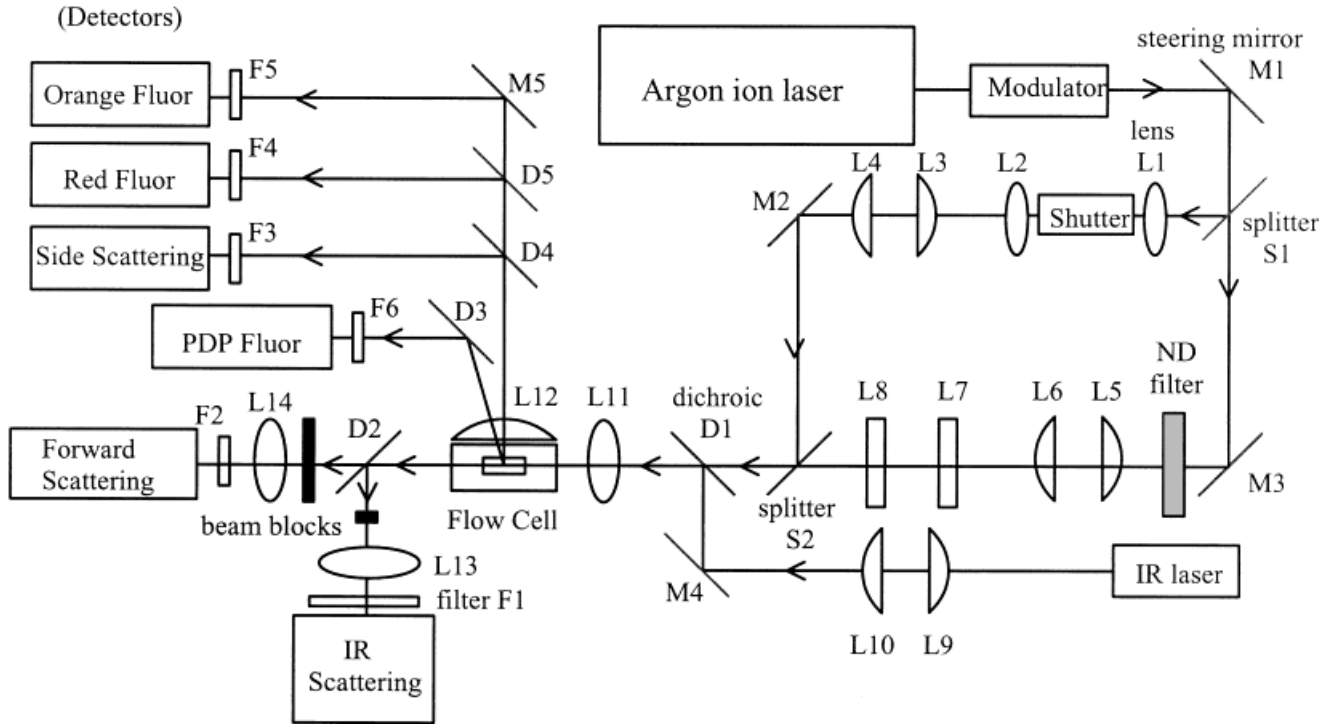 (Detectors)
Orange Fluor
F5
M5
Argon ion laser
Modulator
steering mirror
M1
Red Fluor
F4
D5
lens
L4
L3
L2
L1
M2
Shutter
splitter
S1
Side Scattering
F3
D4
PDP Fluor
F6
D3
ND
filter
L12
L11
dichroic
D1
L8
L7
L6
L5
Forward
Scattering
F2
L14
D2
M3
beam blocks
Flow Cell
splitter
S2
L13
filter F1
M4
IR laser
L10
L9
IR
Scattering